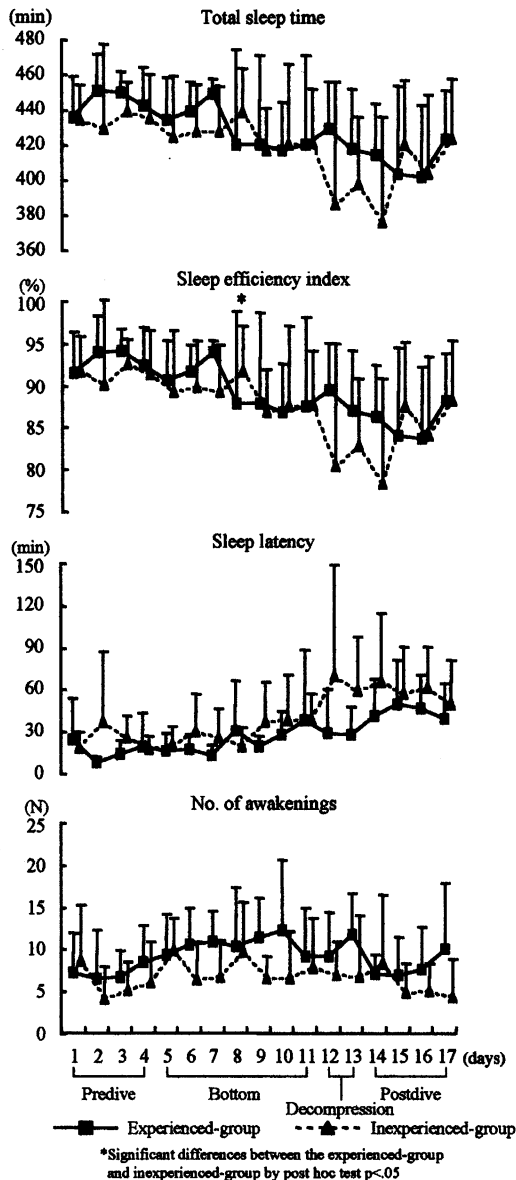 Total sleep time
(min)
480
460
440
420
400
380
360
Sleep efficiency index
(%)
*
100
95
90
85
80
75
Sleep latency
(min)
150
120
90
60
30
0
No. of awakenings
(N)
25
20
15
10
5
0
1 2 3 4 5 6 7 8 9 10 11 12 13 14 15 16 17 (days)
Predive Bottom Postdive
Decompression
Experienced-group Inexperienced-group
*Significant differences between the experienced-group
and inexperienced-group by post hoc test p<.05